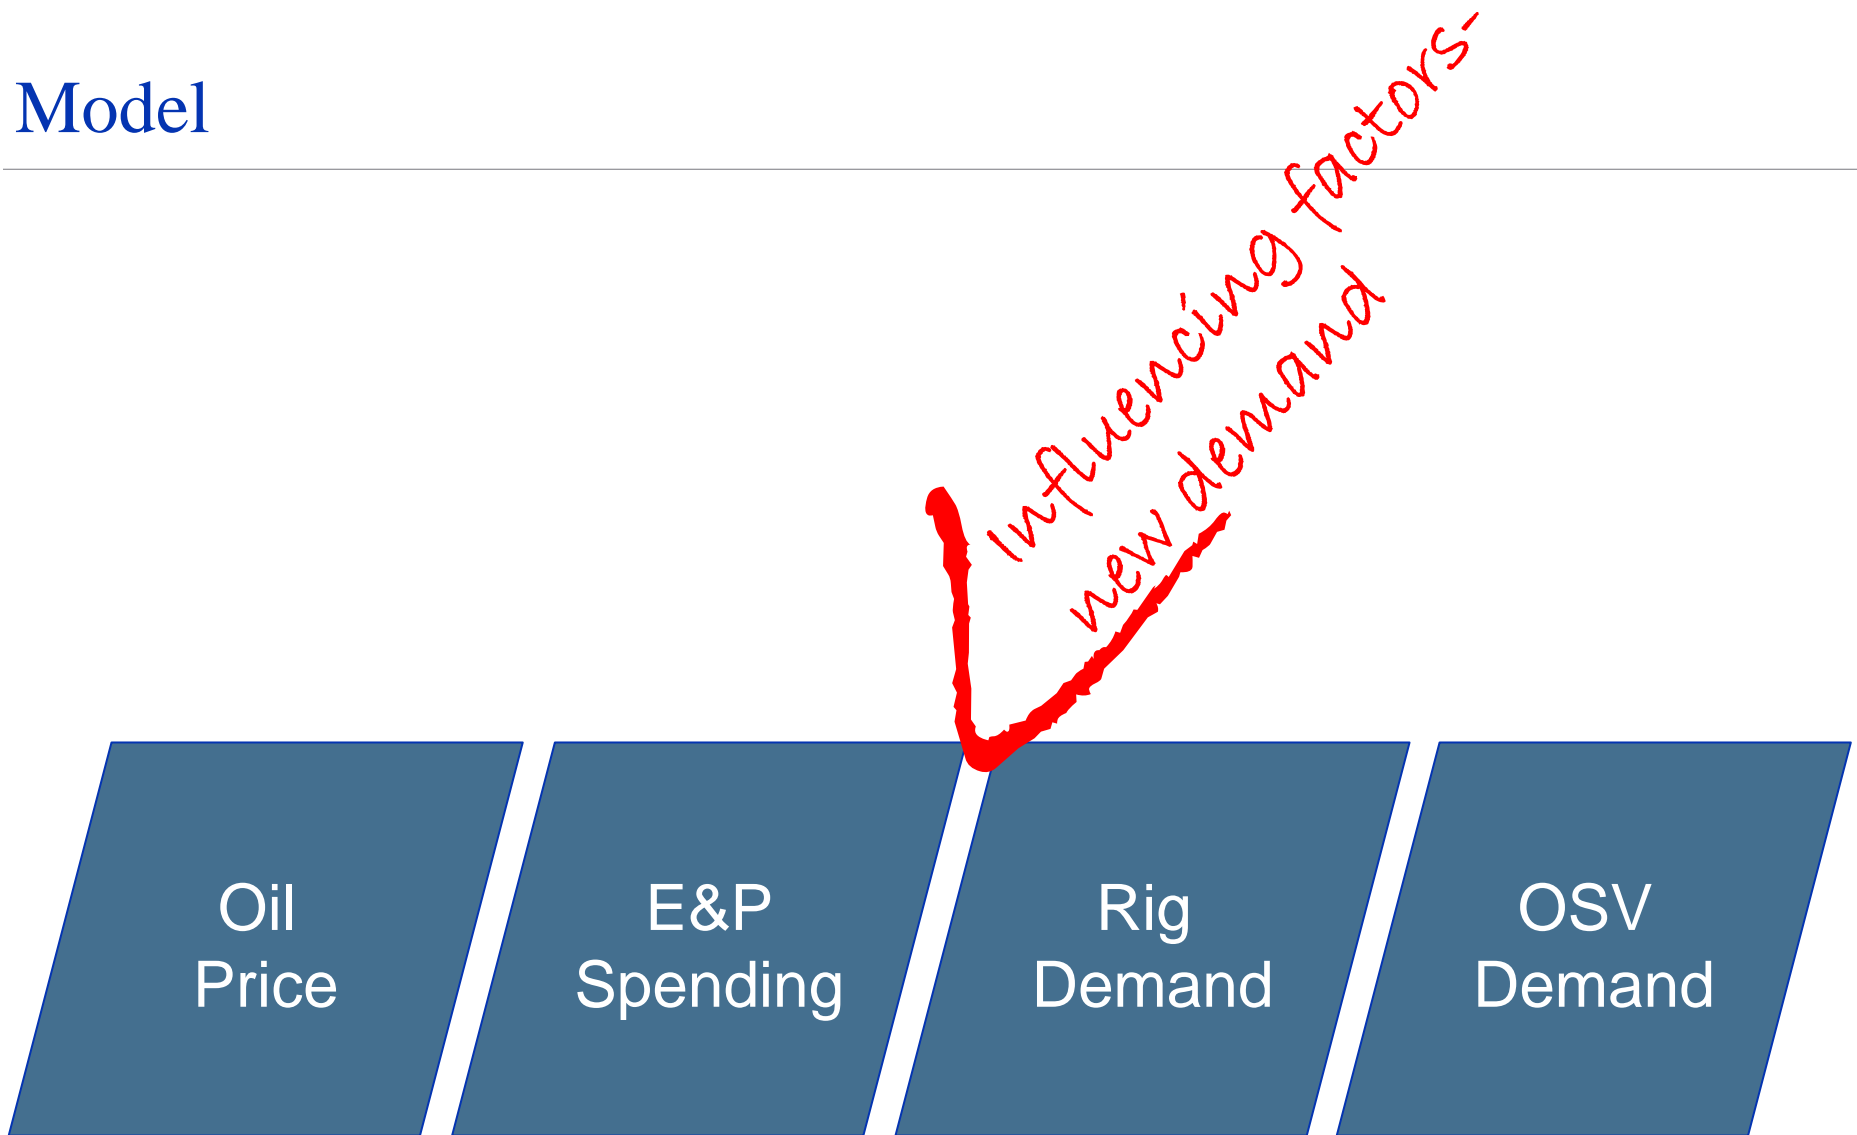 Model
Influencing factors-
new demand
Oil
Price
E&P
Spending
Rig
Demand
OSV
Demand